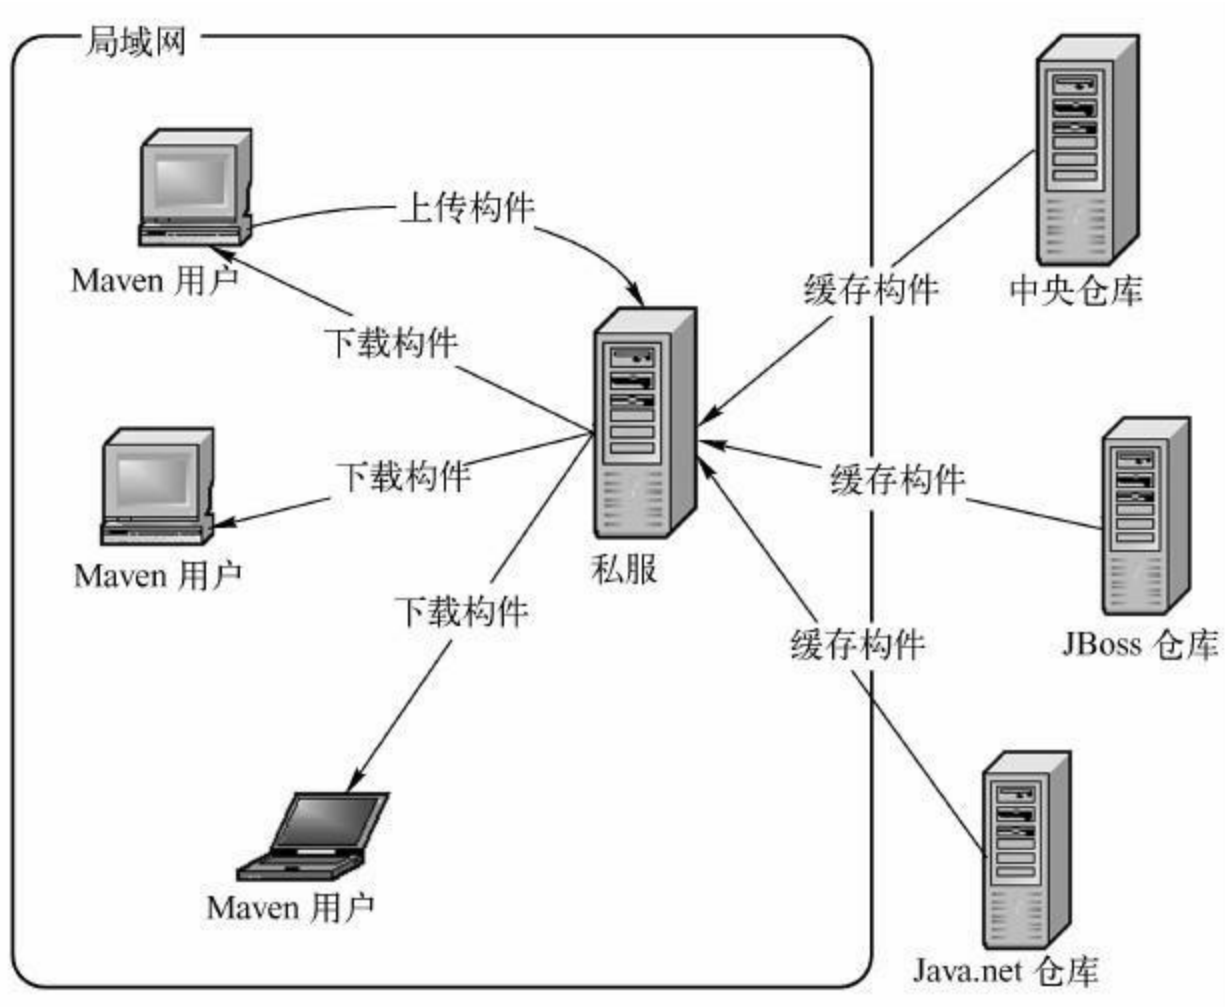 局域网
上传构件
Maven 用户
缓存构件
中央仓库
下载构件
下载构件
缓存构件
Maven 用户
私服
下载构件
缓存构件
JBoss 仓库
Maven 用户
Java.net 仓库